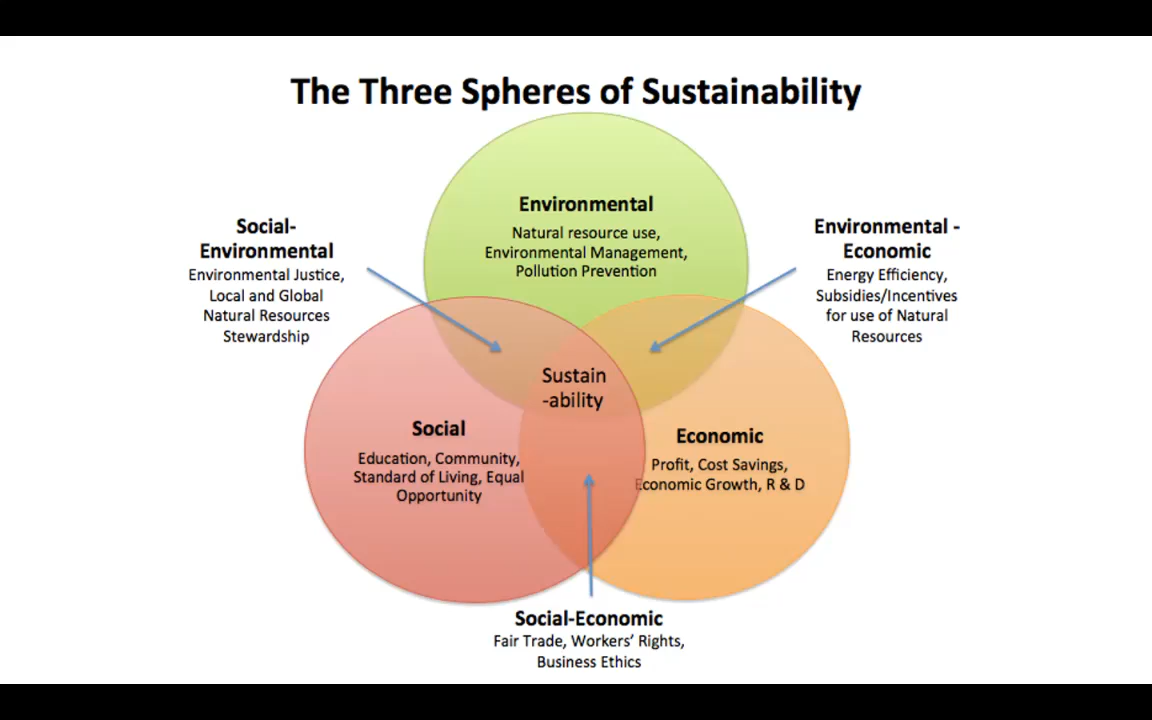 The Three Spheres of Sustainability
Environmental
Natural resource use,
Environmental Management,
Pollution Prevention
Social-
Environmental
Environmental Justice,
Local and Global
Natural Resources
Stewardship
Environmental -
Economic
Energy Efficiency,
Subsidies/Incentives
for use of Natural
Resources
Sustain
-ability
Social
Education, Community,
Standard of Living, Equal
Opportunity
Economic
Profit, Cost Savings,
Economic Growth, R & D
Social-Economic
Fair Trade, Workers’ Rights,
Business Ethics